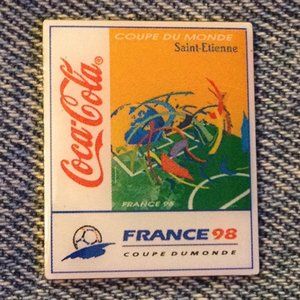 Coca-Cola®
COUPE DU MONDE
Saint-Etienne
FRANCE 98
FRANCE 98
COUPE DU MONDE